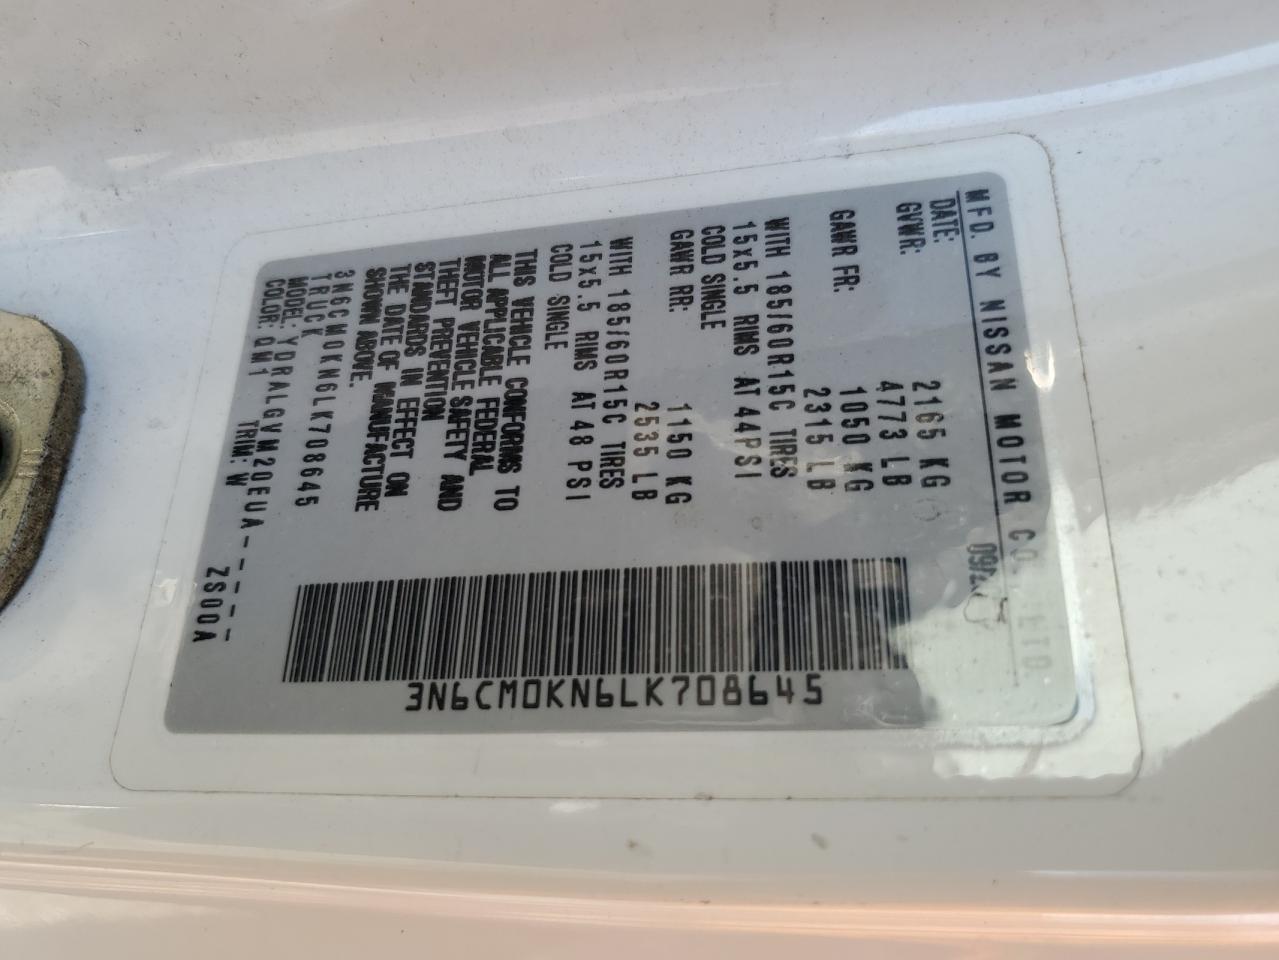 MFD. BY NISSAN MOTOR CO., LTD.
DATE:
GVWR: 2165 KG
4773 LB
GAWR FR: 1050 KG
2315 LB
WITH 185/60R15C TIRES
15x5.5 RIMS AT 44PSI
COLD SINGLE
GAWR RR: 1150 KG
2535 LB
WITH 185/60R15C TIRES
15x5.5 RIMS AT 48 PSI
COLD SINGLE
THIS VEHICLE CONFORMS TO
ALL APPLICABLE FEDERAL
MOTOR VEHICLE SAFETY AND
THEFT PREVENTION
STANDARDS IN EFFECT ON
THE DATE OF MANUFACTURE
SHOWN ABOVE.
3N6CM0KN6LK708645
TRUCK
MODEL: YDRALGVM20EUA-----
COLOR: QM1 TRIM: W ZS00A
3N6CM0KN6LK708645